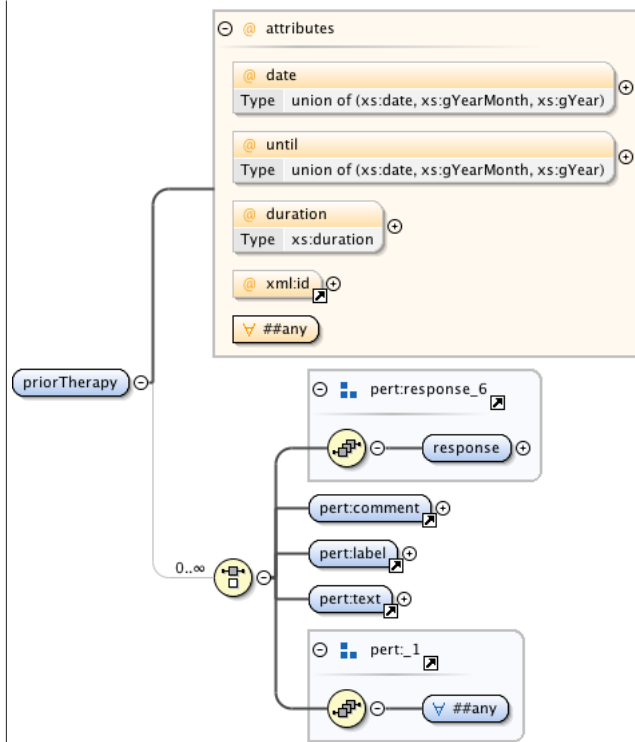 @ attributes
@ date
Type union of (xs:date, xs:gYearMonth, xs:gYear)
@ until
Type union of (xs:date, xs:gYearMonth, xs:gYear)
@ duration
Type xs:duration
@ xml:id
∀ ##any
priorTherapy
pert:response_6
response
pert:comment
pert:label
0..∞
pert:text
pert:_1
∀ ##any